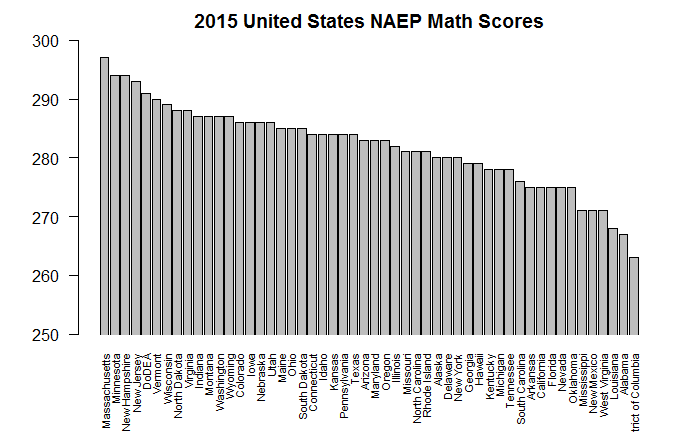 2015 United States NAEP Math Scores
300
290
280
270
260
250
Massachusetts
Minnesota
New Hampshire
New Jersey
DoDEA
Vermont
Wisconsin
North Dakota
Virginia
Indiana
Montana
Washington
Wyoming
Colorado
Iowa
Nebraska
Utah
Maine
Ohio
South Dakota
Connecticut
Idaho
Kansas
Pennsylvania
Texas
Arizona
Maryland
Oregon
Illinois
Missouri
North Carolina
Rhode Island
Alaska
Delaware
New York
Georgia
Hawaii
Kentucky
Michigan
Tennessee
South Carolina
Arkansas
California
Florida
Nevada
Oklahoma
Mississippi
New Mexico
West Virginia
Louisiana
Alabama
trict of Columbia